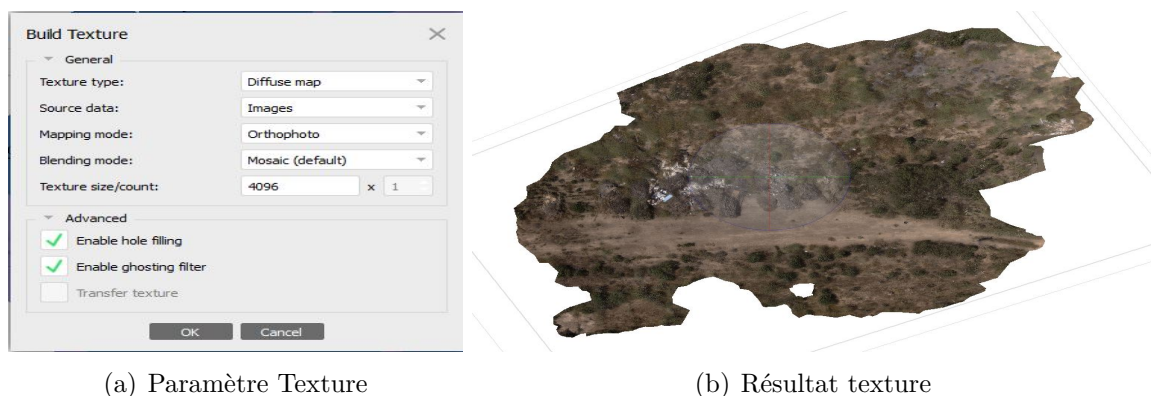 Build Texture
General
Texture type: Diffuse map
Source data: Images
Mapping mode: Orthophoto
Blending mode: Mosaic (default)
Texture size/count: 4096 x 1
Advanced
Enable hole filling
Enable ghosting filter
Transfer texture
OK Cancel
(a) Paramètre Texture
(b) Résultat texture